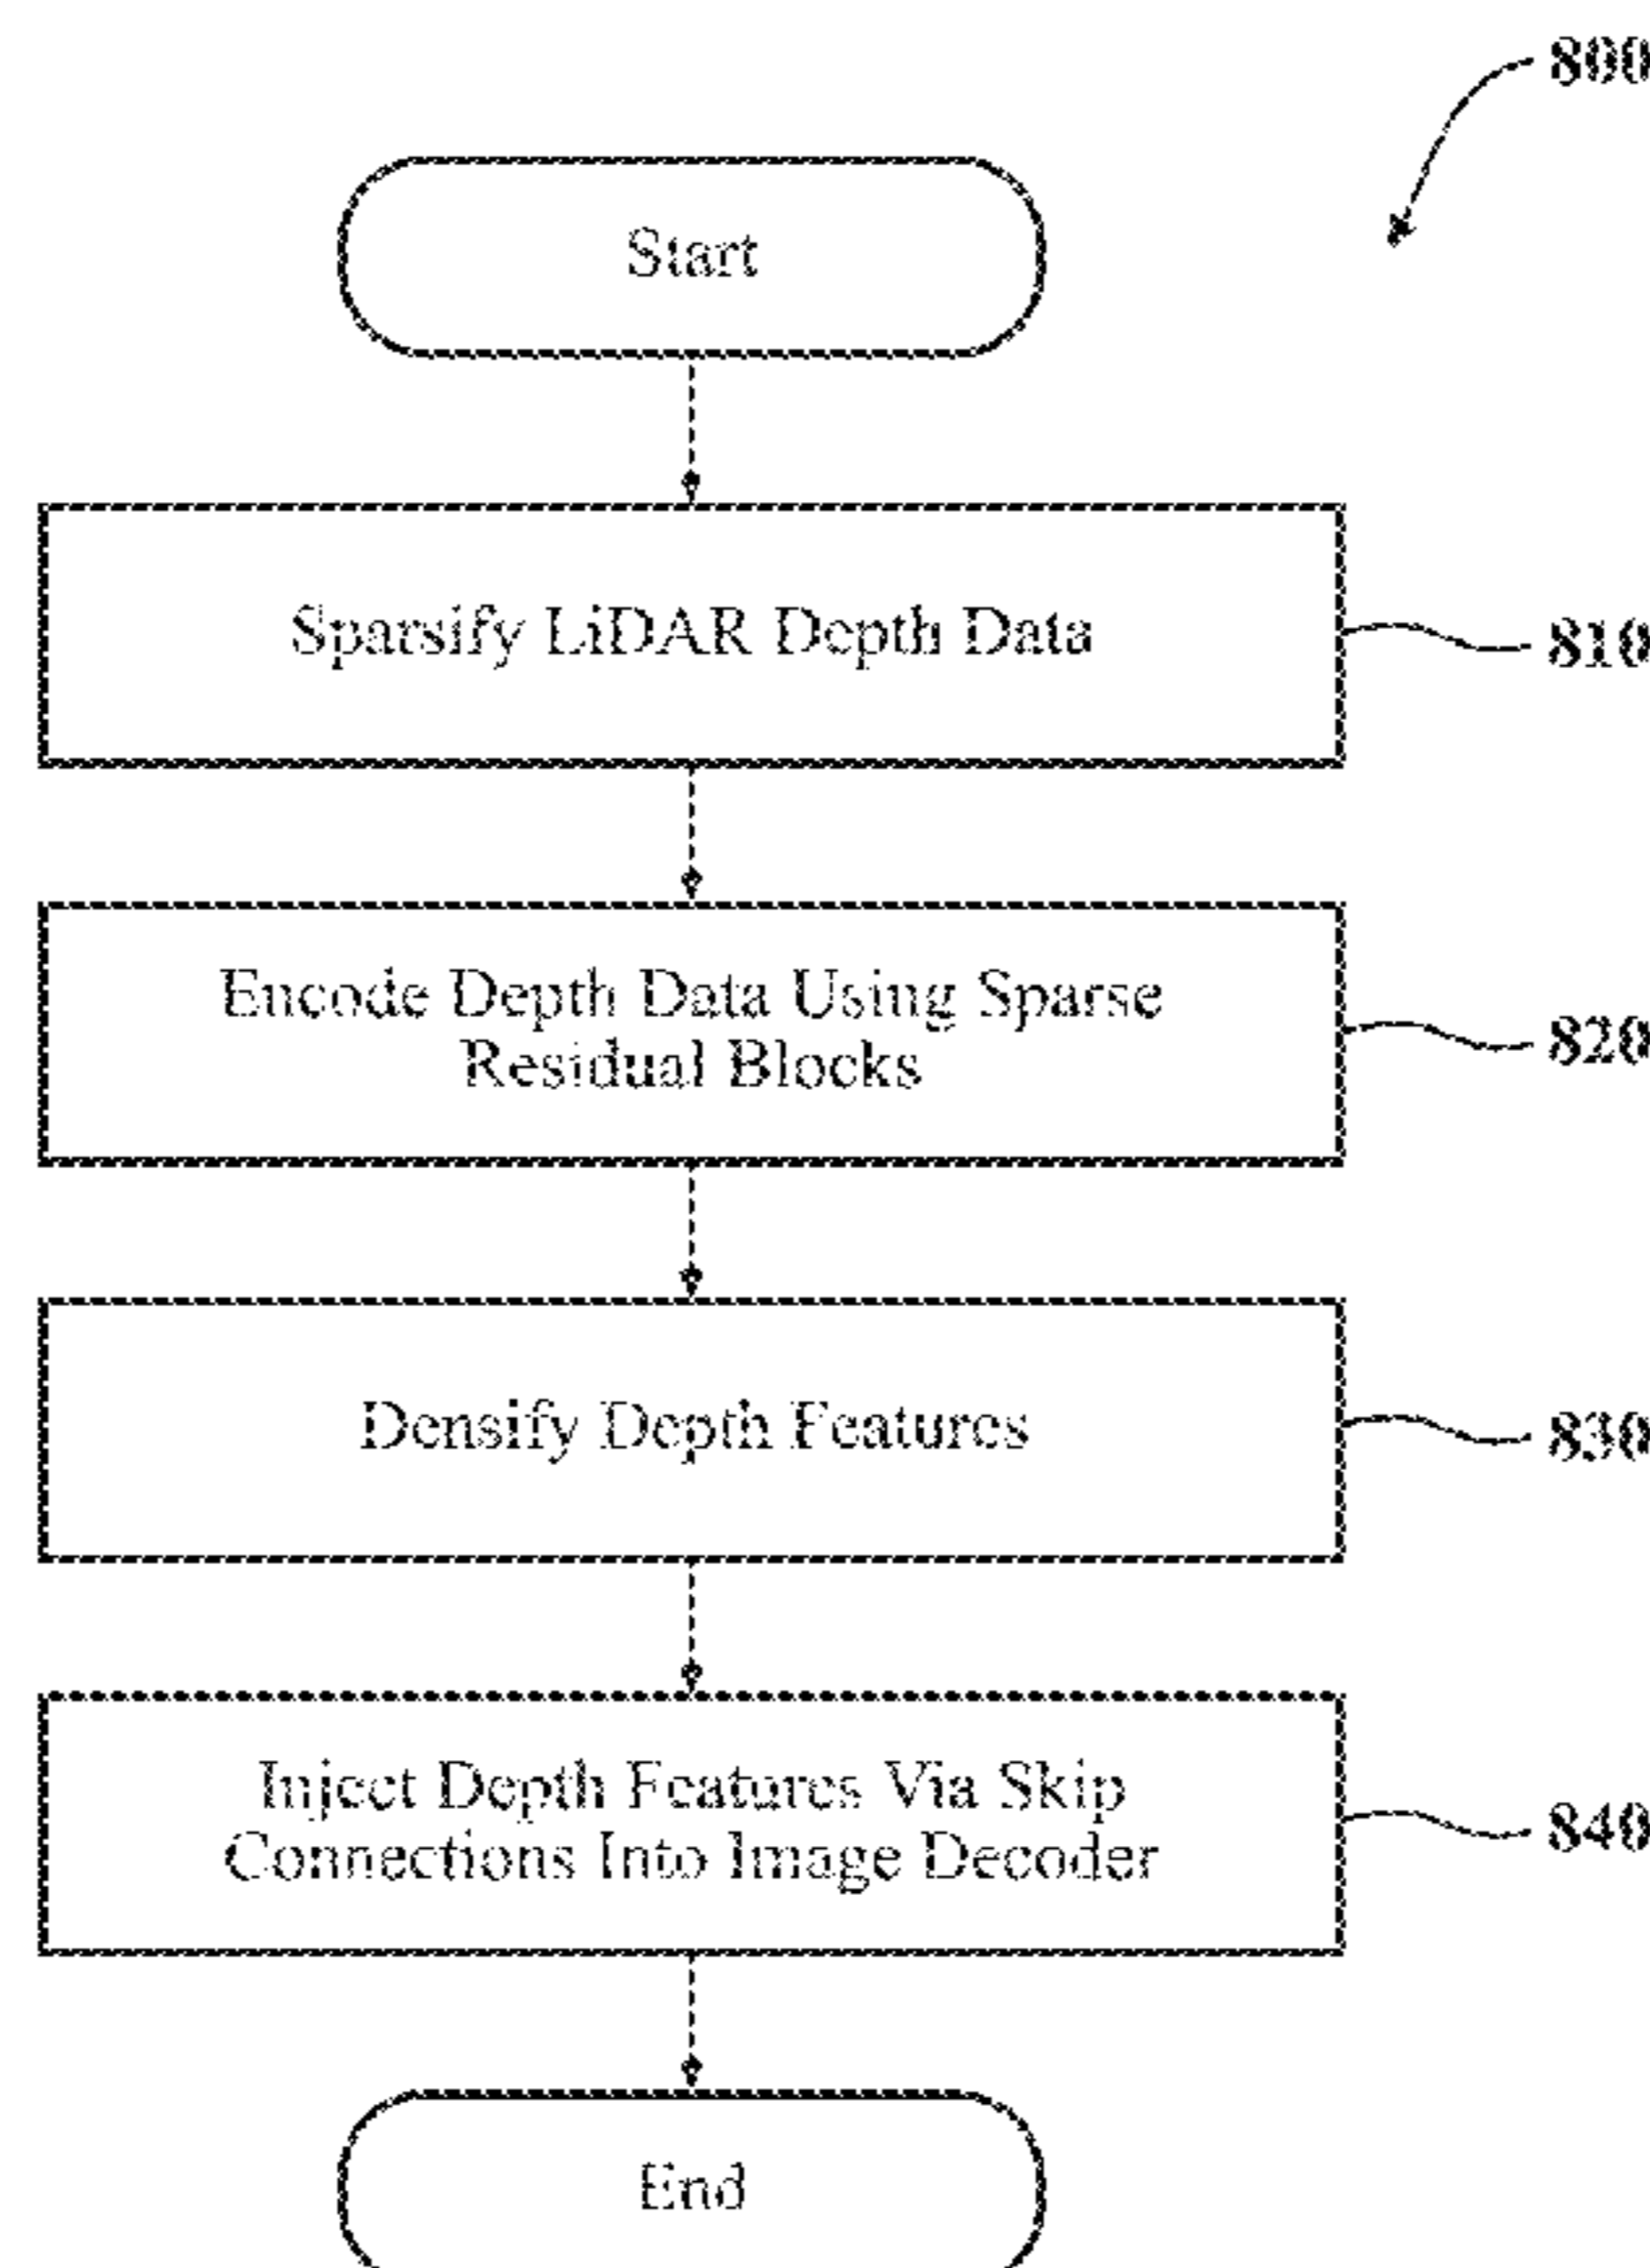 800
Start
Sparsify LiDAR Depth Data
810
Encode Depth Data Using Sparse
Residual Blocks
820
Densify Depth Features
830
Inject Depth Features Via Skip
Connections Into Image Decoder
840
End